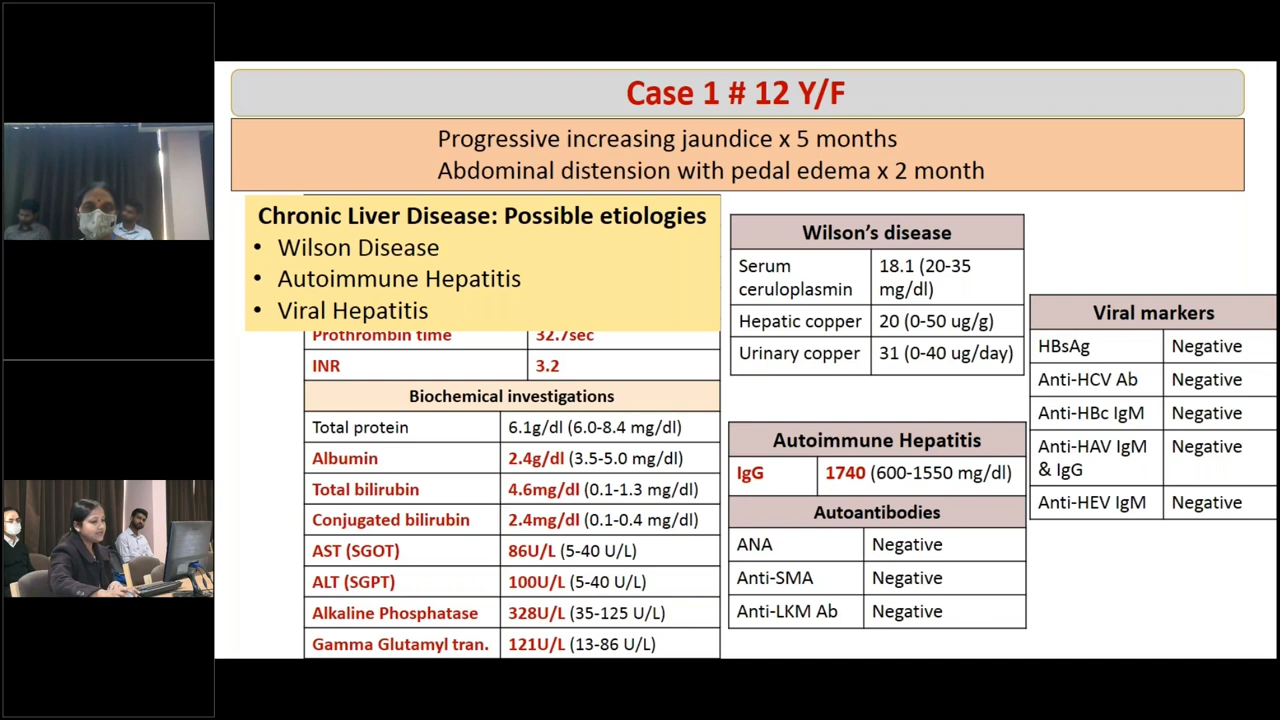 Case 1 # 12 Y/F
Progressive increasing jaundice x 5 months
Abdominal distension with pedal edema x 2 month
Chronic Liver Disease: Possible etiologies
• Wilson Disease
• Autoimmune Hepatitis
• Viral Hepatitis
Prothrombin time 32.7sec
INR 3.2
Biochemical investigations
Total protein 6.1g/dl (6.0-8.4 mg/dl)
Albumin 2.4g/dl (3.5-5.0 mg/dl)
Total bilirubin 4.6mg/dl (0.1-1.3 mg/dl)
Conjugated bilirubin 2.4mg/dl (0.1-0.4 mg/dl)
AST (SGOT) 86U/L (5-40 U/L)
ALT (SGPT) 100U/L (5-40 U/L)
Alkaline Phosphatase 328U/L (35-125 U/L)
Gamma Glutamyl tran. 121U/L (13-86 U/L)
Wilson's disease
Serum 18.1 (20-35
ceruloplasmin mg/dl)
Hepatic copper 20 (0-50 ug/g)
Urinary copper 31 (0-40 ug/day)
Autoimmune Hepatitis
IgG 1740 (600-1550 mg/dl)
Autoantibodies
ANA Negative
Anti-SMA Negative
Anti-LKM Ab Negative
Viral markers
HBsAg Negative
Anti-HCV Ab Negative
Anti-HBc IgM Negative
Anti-HAV IgM Negative
& IgG
Anti-HEV IgM Negative